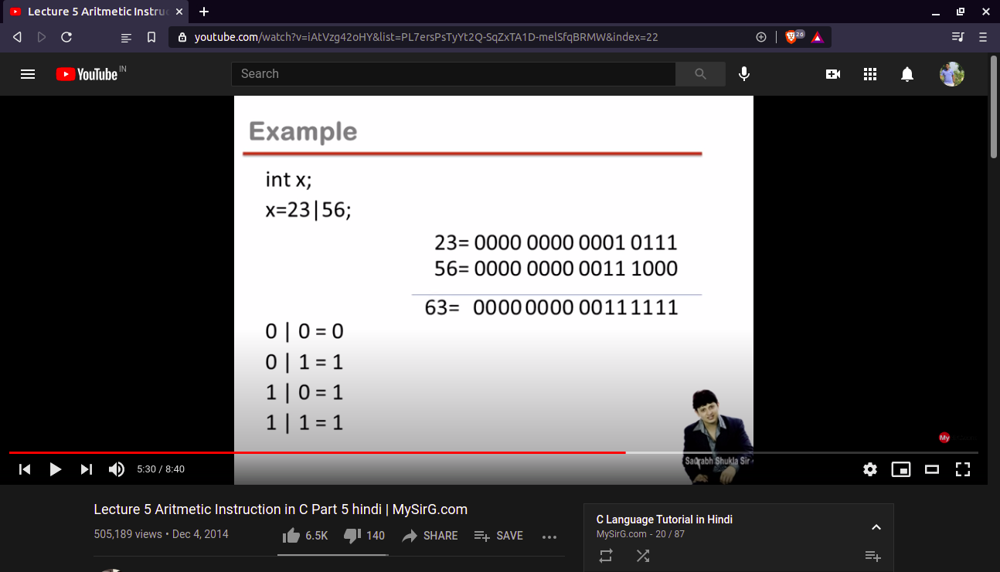 Lecture 5 Aritmetic Instruc
youtube.com/watch?v=iAtVzg42oHY&list=PL7ersPsTyYt2Q-SqZxTA1D-melSfqBRMW&index=22
26
YouTube IN
Search
Example
int x;
x=23|56;
23= 0000 0000 0001 0111
56= 0000 0000 0011 1000
63= 0000 0000 0011 1111
0 | 0 = 0
0 | 1 = 1
1 | 0 = 1
1 | 1 = 1
My
Saurabh Shukla Sir
5:30 / 8:40
Lecture 5 Aritmetic Instruction in C Part 5 hindi | MySirG.com
505,189 views • Dec 4, 2014
6.5K
140
SHARE
SAVE
C Language Tutorial in Hindi
MySirG.com - 20 / 87